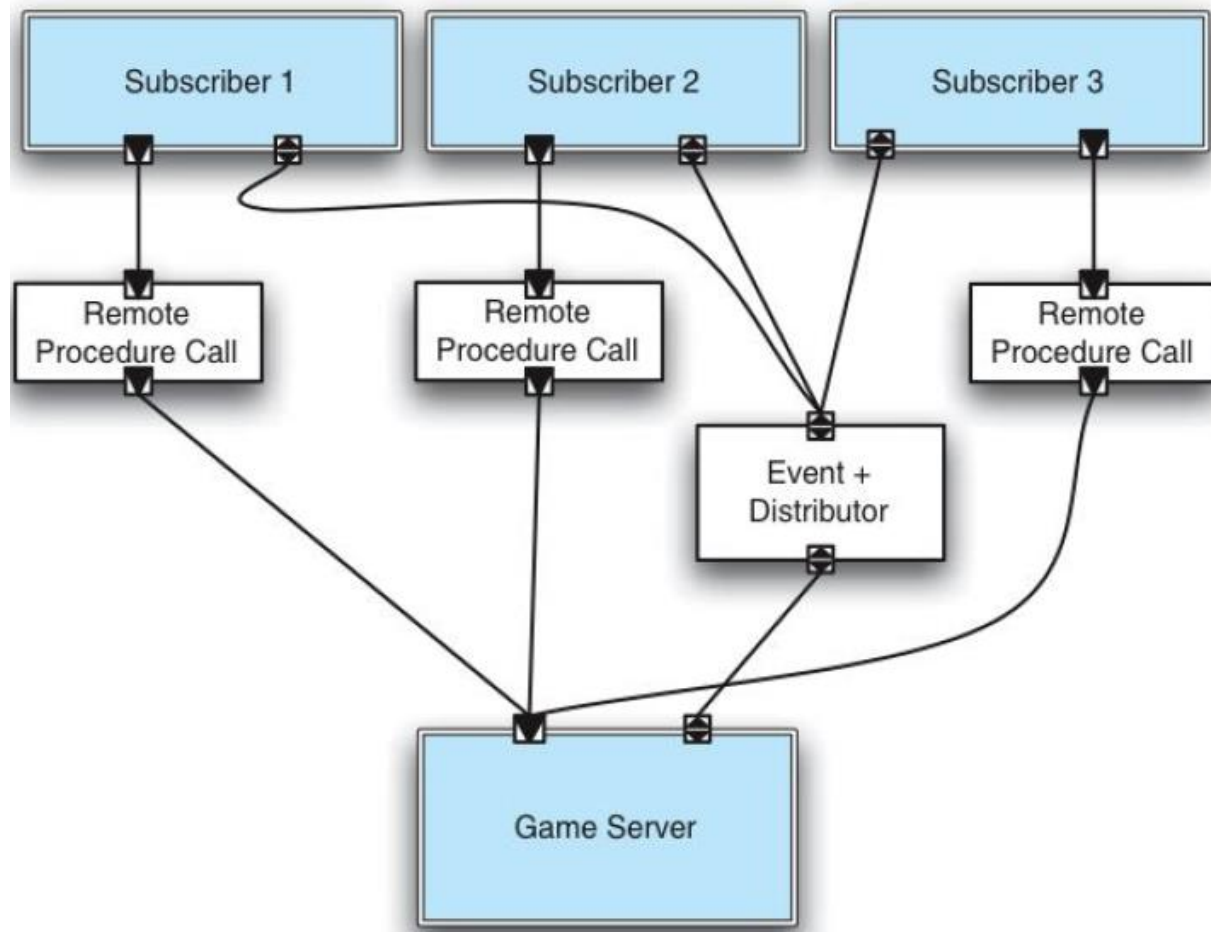 Subscriber 1
Subscriber 2
Subscriber 3
Remote
Procedure Call
Remote
Procedure Call
Remote
Procedure Call
Event +
Distributor
Game Server